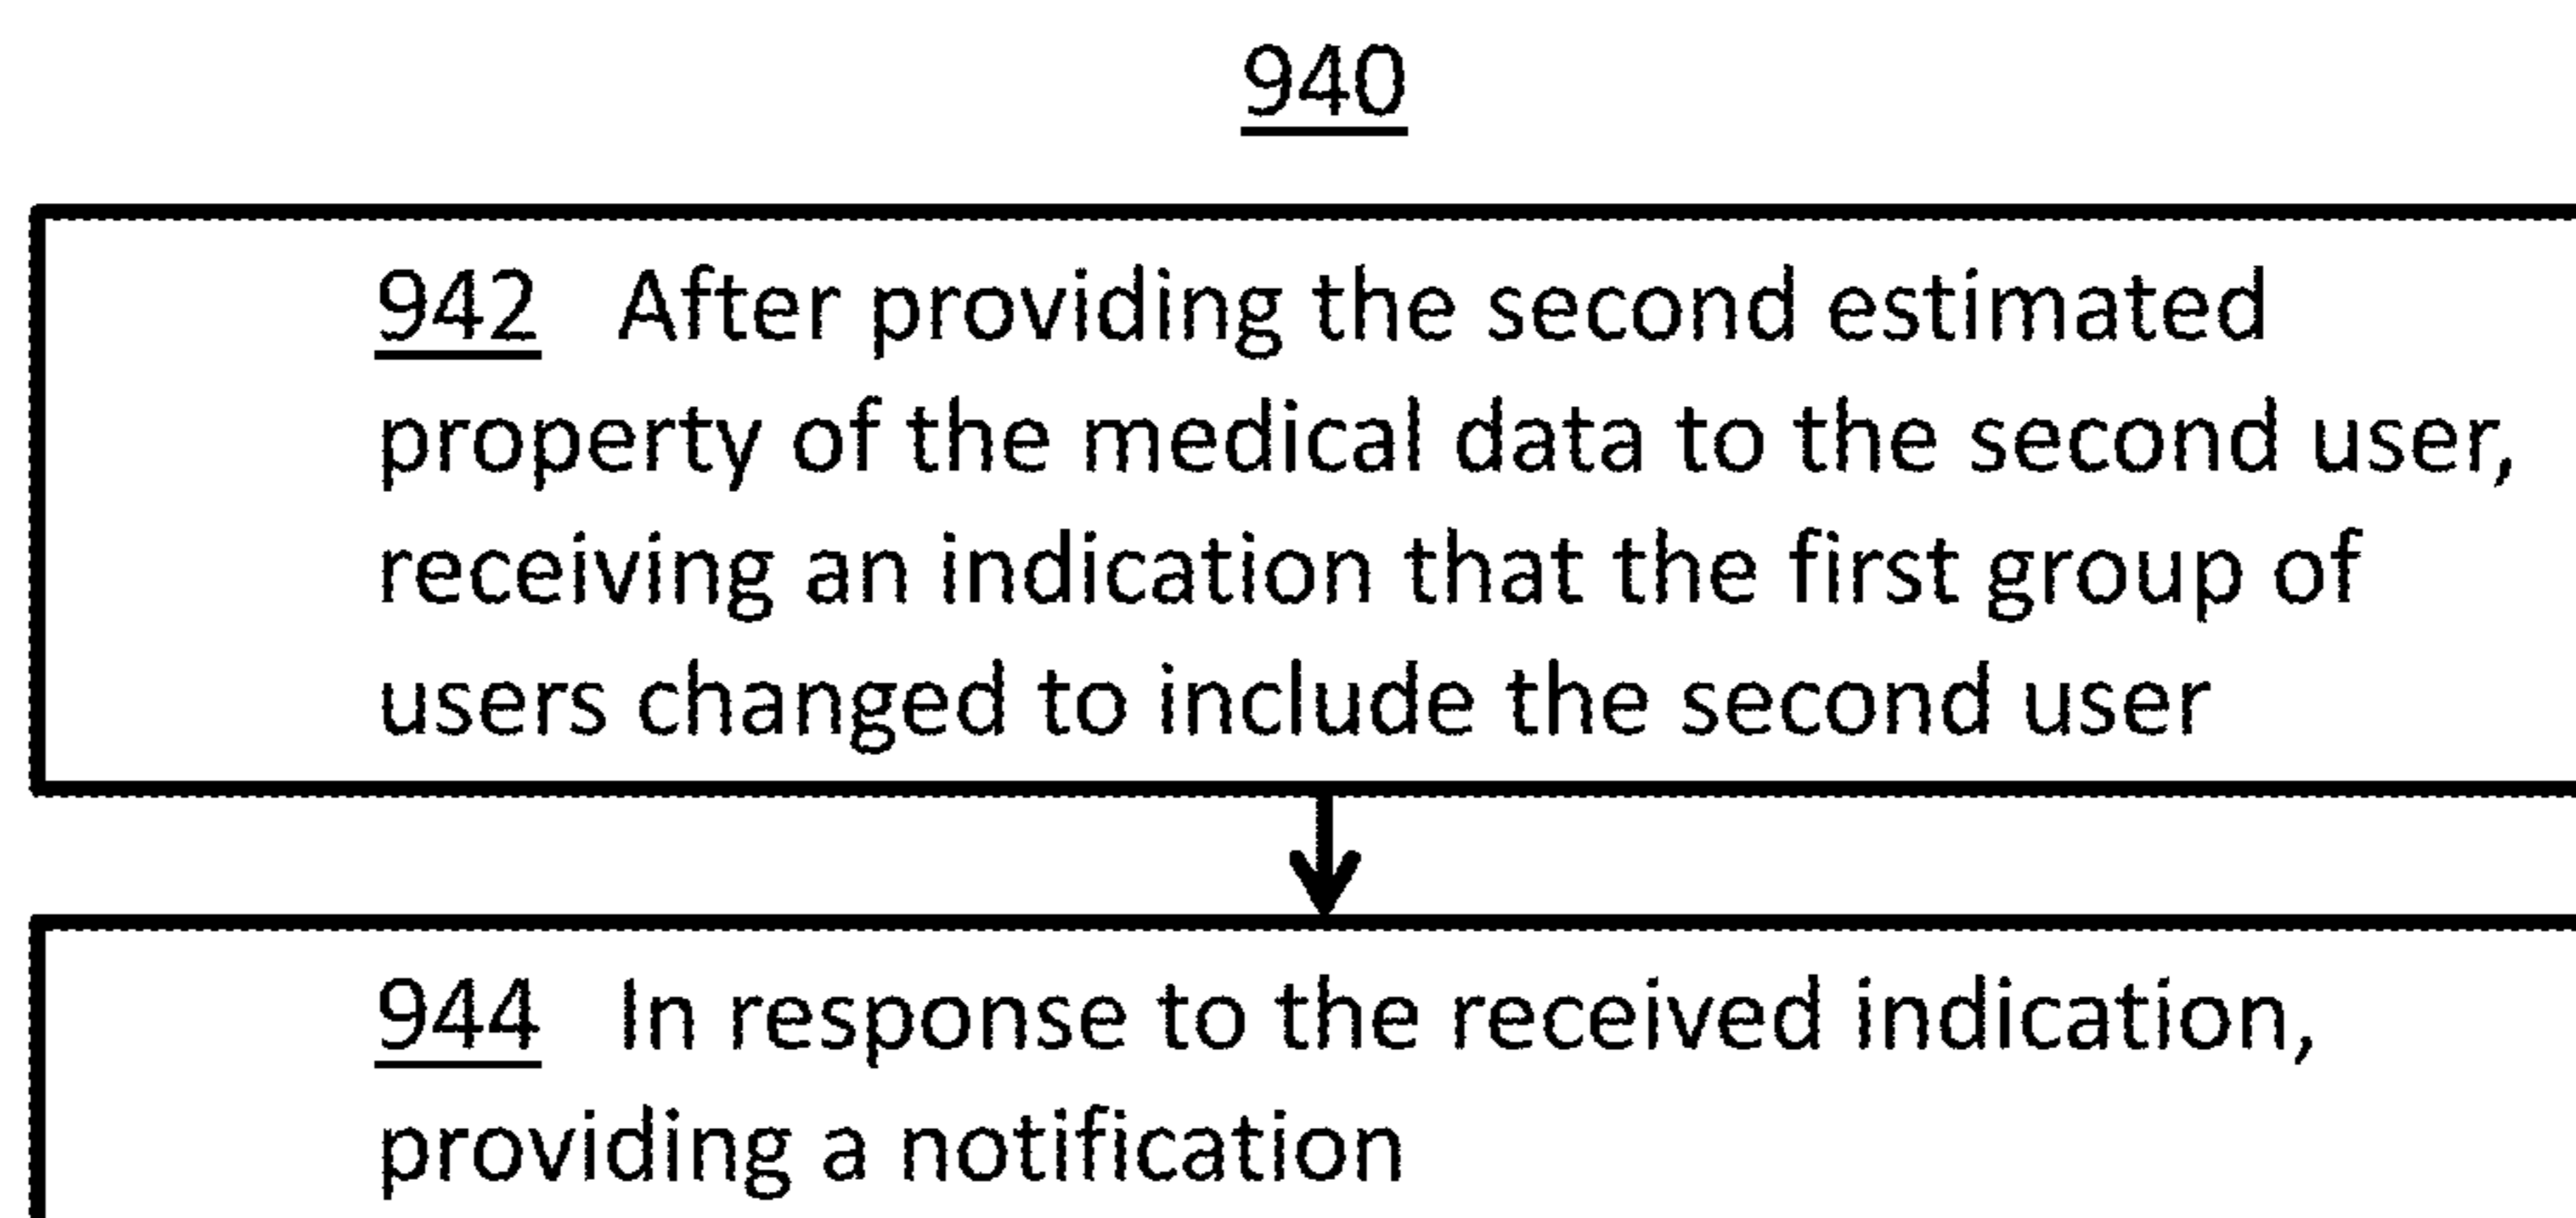 940
942 After providing the second estimated
property of the medical data to the second user,
receiving an indication that the first group of
users changed to include the second user
944 In response to the received indication,
providing a notification